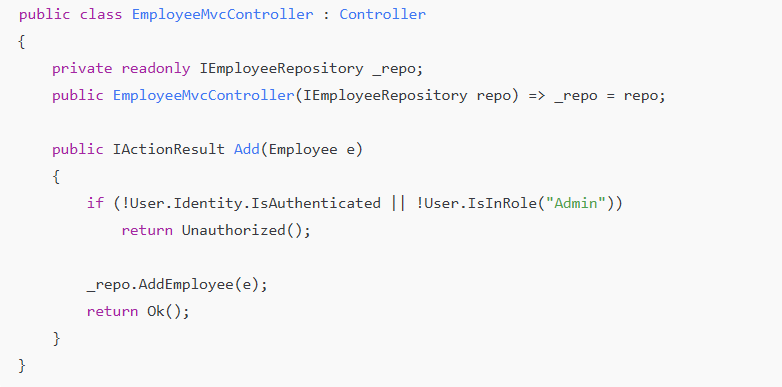 public class EmployeeMvcController : Controller
{
    private readonly IEmployeeRepository _repo;
    public EmployeeMvcController(IEmployeeRepository repo) => _repo = repo;

    public IActionResult Add(Employee e)
    {
        if (!User.Identity.IsAuthenticated || !User.IsInRole("Admin"))
            return Unauthorized();

        _repo.AddEmployee(e);
        return Ok();
    }
}